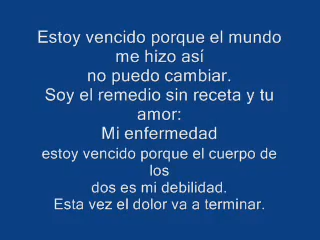 Estoy vencido porque el mundo
me hizo así
no puedo cambiar.
Soy el remedio sin receta y tu
amor:
Mi enfermedad
estoy vencido porque el cuerpo de
los
dos es mi debilidad.
Esta vez el dolor va a terminar.